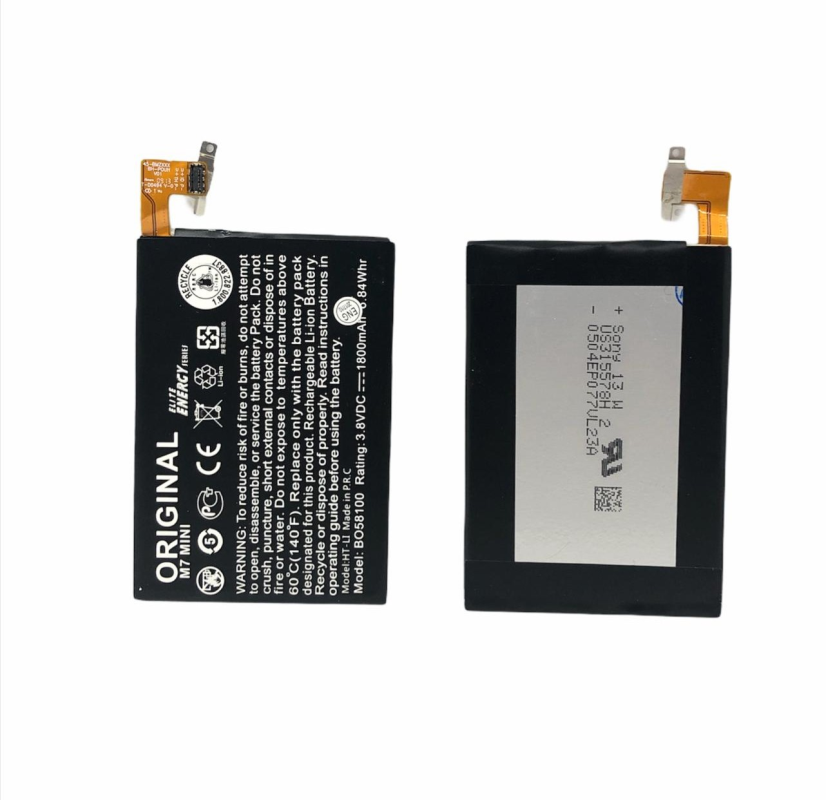 ORIGINAL
M7 MINI
ELITE
ENERGY SERIES
RECYCLE
1.800.822.8837
Li-ion
WARNING: To reduce risk of fire or burns, do not attempt
to open, disassemble, or service the battery Pack. Do not
crush, puncture, short external contacts or dispose of in
fire or water. Do not expose to temperatures above
60°C(140°F). Replace only with the battery pack
designated for this product. Rechargeable Li-Ion Battery.
Recycle or dispose of properly. Read instructions in
operating guide before using the battery.
Model:HT-LI Made in P.R.C
Model: BO58100 Rating: 3.8VDC 1800mAh 6.84Whr
ENG
+ Sony 13 W
US315578H 2
- 0504EP077VL23A